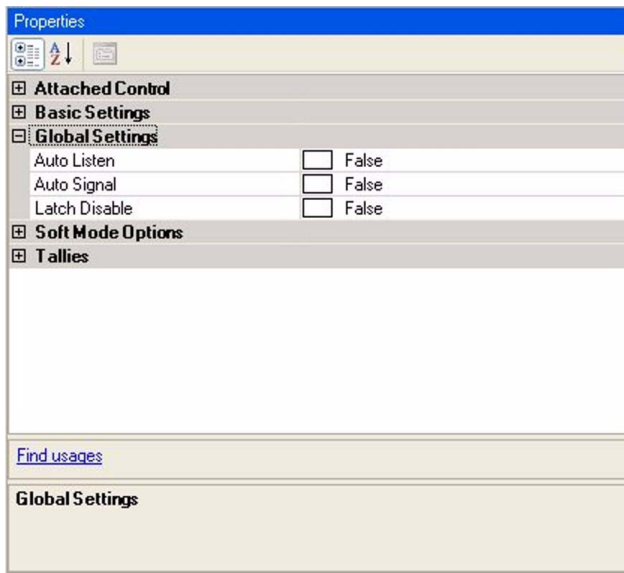 Properties
A Z
Attached Control
Basic Settings
Global Settings
Auto Listen False
Auto Signal False
Latch Disable False
Soft Mode Options
Tallies
Find usages
Global Settings